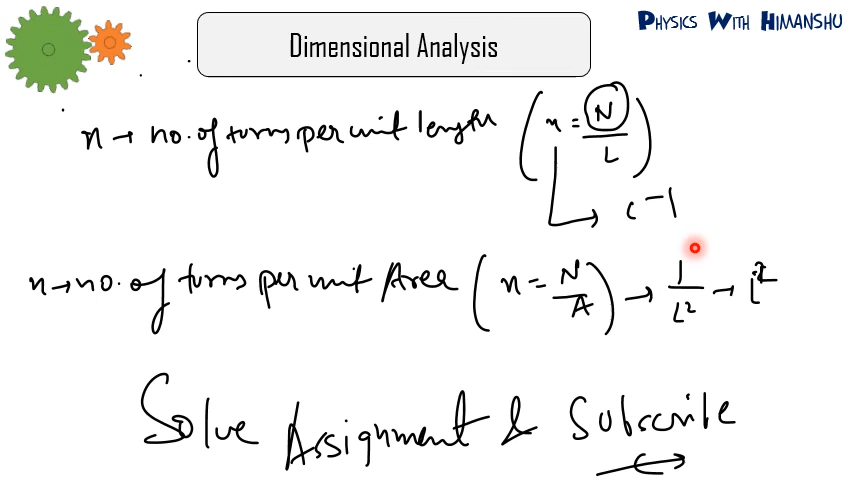 PHYSICS WITH HIMANSHU
Dimensional Analysis
n → no. of turns per unit length (n = N/L)
→ L⁻¹
n → no. of turns per unit Area (n = N/A) → 1/L² → L⁻²
Solve Assignment & Subscribe